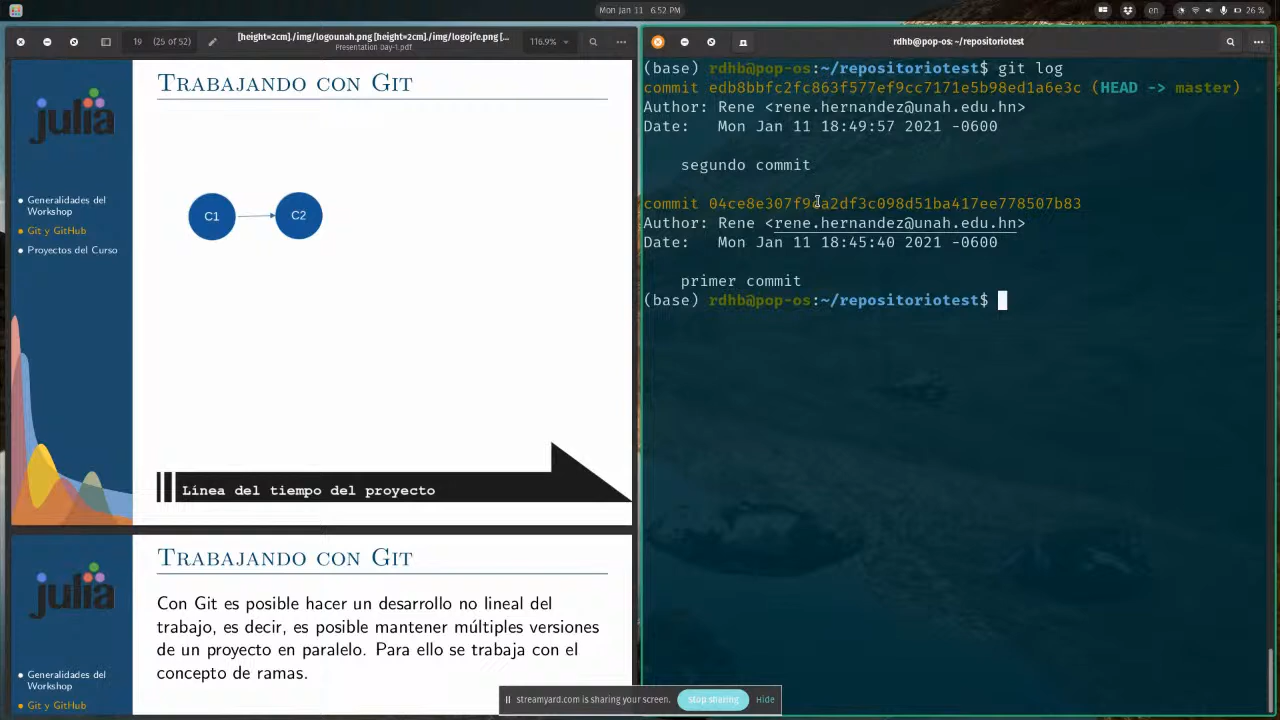 Mon Jan 11 6:52 PM
en
26 %
19 (25 of 52)
[height=2cm]./img/logounah.png [height=2cm]./img/logojfe.png [...
Presentation Day-1.pdf
116.9%
TRABAJANDO CON GIT
julia
Generalidades del
Workshop
Git y GitHub
Proyectos del Curso
C1
C2
Línea del tiempo del proyecto
TRABAJANDO CON GIT
julia
Con Git es posible hacer un desarrollo no lineal del
trabajo, es decir, es posible mantener múltiples versiones
de un proyecto en paralelo. Para ello se trabaja con el
concepto de ramas.
Generalidades del
Workshop
Git y GitHub
rdhb@pop-os: ~/repositoriotest
(base) rdhb@pop-os:~/repositoriotest$ git log
commit edb8bbfc2fc863f577ef9cc7171e5b98ed1a6e3c (HEAD -> master)
Author: Rene <rene.hernandez@unah.edu.hn>
Date: Mon Jan 11 18:49:57 2021 -0600
segundo commit
commit 04ce8e307f9da2df3c098d51ba417ee778507b83
Author: Rene <rene.hernandez@unah.edu.hn>
Date: Mon Jan 11 18:45:40 2021 -0600
primer commit
(base) rdhb@pop-os:~/repositoriotest$
streamyard.com is sharing your screen.
Stop sharing
Hide